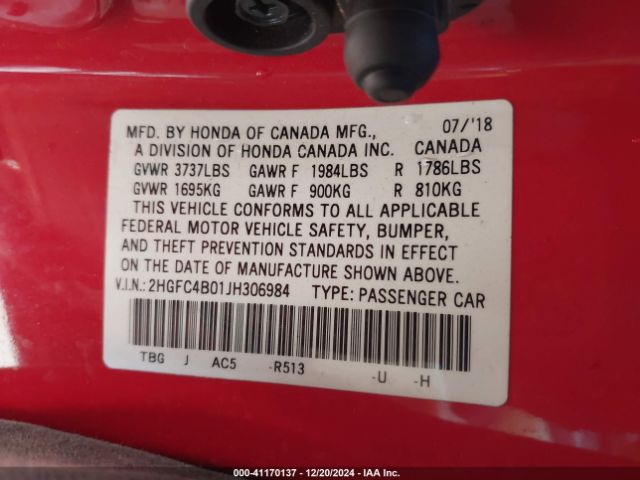 MFD. BY HONDA OF CANADA MFG., 07/'18
A DIVISION OF HONDA CANADA INC. CANADA
GVWR 3737LBS GAWR F 1984LBS R 1786LBS
GVWR 1695KG GAWR F 900KG R 810KG
THIS VEHICLE CONFORMS TO ALL APPLICABLE
FEDERAL MOTOR VEHICLE SAFETY, BUMPER,
AND THEFT PREVENTION STANDARDS IN EFFECT
ON THE DATE OF MANUFACTURE SHOWN ABOVE.
V.I.N.: 2HGFC4B01JH306984 TYPE: PASSENGER CAR
TBG J AC5 -R513 -U -H
000-41170137 - 12/20/2024 - IAA Inc.